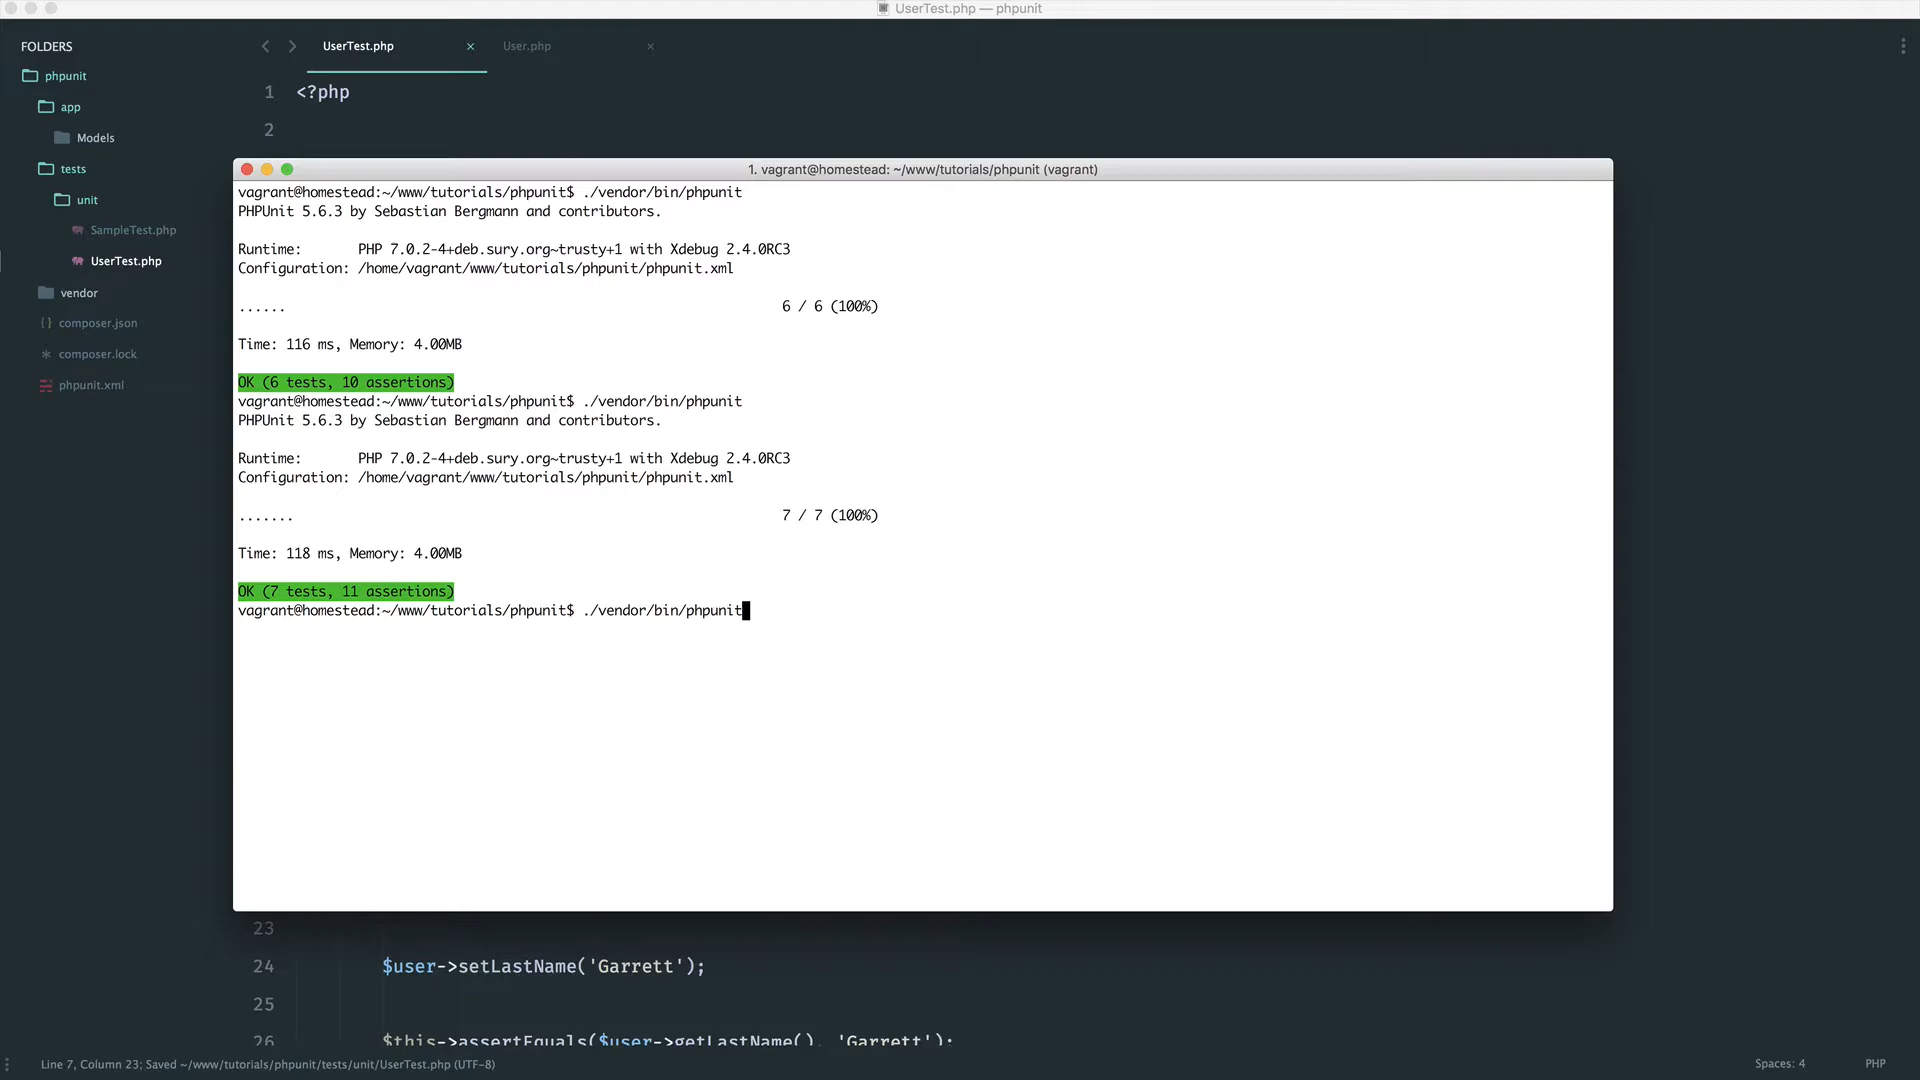 UserTest.php — phpunit
FOLDERS
phpunit
app
Models
tests
unit
SampleTest.php
UserTest.php
vendor
composer.json
composer.lock
phpunit.xml
UserTest.php
User.php
1 <?php
2
1. vagrant@homestead: ~/www/tutorials/phpunit (vagrant)
vagrant@homestead:~/www/tutorials/phpunit$ ./vendor/bin/phpunit
PHPUnit 5.6.3 by Sebastian Bergmann and contributors.
Runtime:       PHP 7.0.2-4+deb.sury.org~trusty+1 with Xdebug 2.4.0RC3
Configuration: /home/vagrant/www/tutorials/phpunit/phpunit.xml
...... 6 / 6 (100%)
Time: 116 ms, Memory: 4.00MB
OK (6 tests, 10 assertions)
vagrant@homestead:~/www/tutorials/phpunit$ ./vendor/bin/phpunit
PHPUnit 5.6.3 by Sebastian Bergmann and contributors.
Runtime:       PHP 7.0.2-4+deb.sury.org~trusty+1 with Xdebug 2.4.0RC3
Configuration: /home/vagrant/www/tutorials/phpunit/phpunit.xml
....... 7 / 7 (100%)
Time: 118 ms, Memory: 4.00MB
OK (7 tests, 11 assertions)
vagrant@homestead:~/www/tutorials/phpunit$ ./vendor/bin/phpunit
23
24 $user->setLastName('Garrett');
25
26 $this->assertEquals($user->getLastName(), 'Garrett');
Line 7, Column 23; Saved ~/www/tutorials/phpunit/tests/unit/UserTest.php (UTF-8)
Spaces: 4
PHP